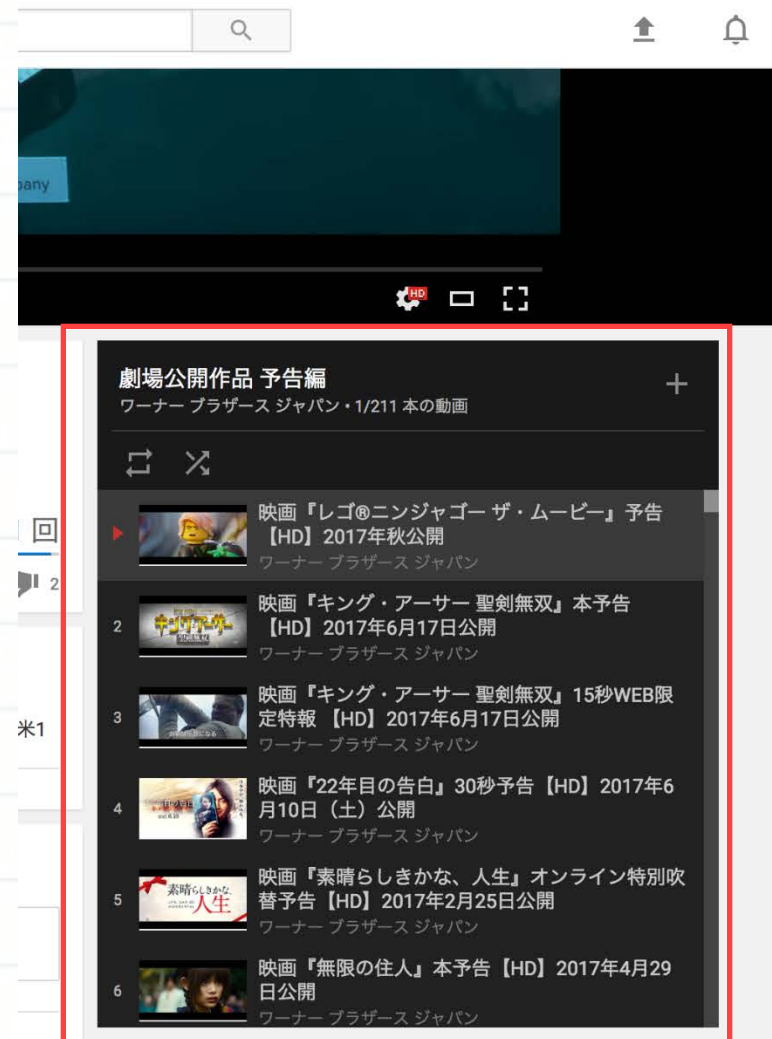 pany
HD
劇場公開作品 予告編
ワーナー ブラザース ジャパン・1/211 本の動画
映画『レゴ®ニンジャゴー ザ・ムービー』予告
【HD】2017年秋公開
ワーナー ブラザース ジャパン
回
2
2
キングアーサー
映画『キング・アーサー 聖剣無双』本予告
【HD】2017年6月17日公開
ワーナー ブラザース ジャパン
米1
3
映画『キング・アーサー 聖剣無双』15秒WEB限
定特報 【HD】2017年6月17日公開
ワーナー ブラザース ジャパン
4
映画『22年目の告白』30秒予告【HD】2017年6
月10日（土）公開
ワーナー ブラザース ジャパン
5
素晴らしきかな、
人生
映画『素晴らしきかな、人生』オンライン特別吹
替予告【HD】2017年2月25日公開
ワーナー ブラザース ジャパン
6
映画『無限の住人』本予告【HD】2017年4月29
日公開
ワーナー ブラザース ジャパン